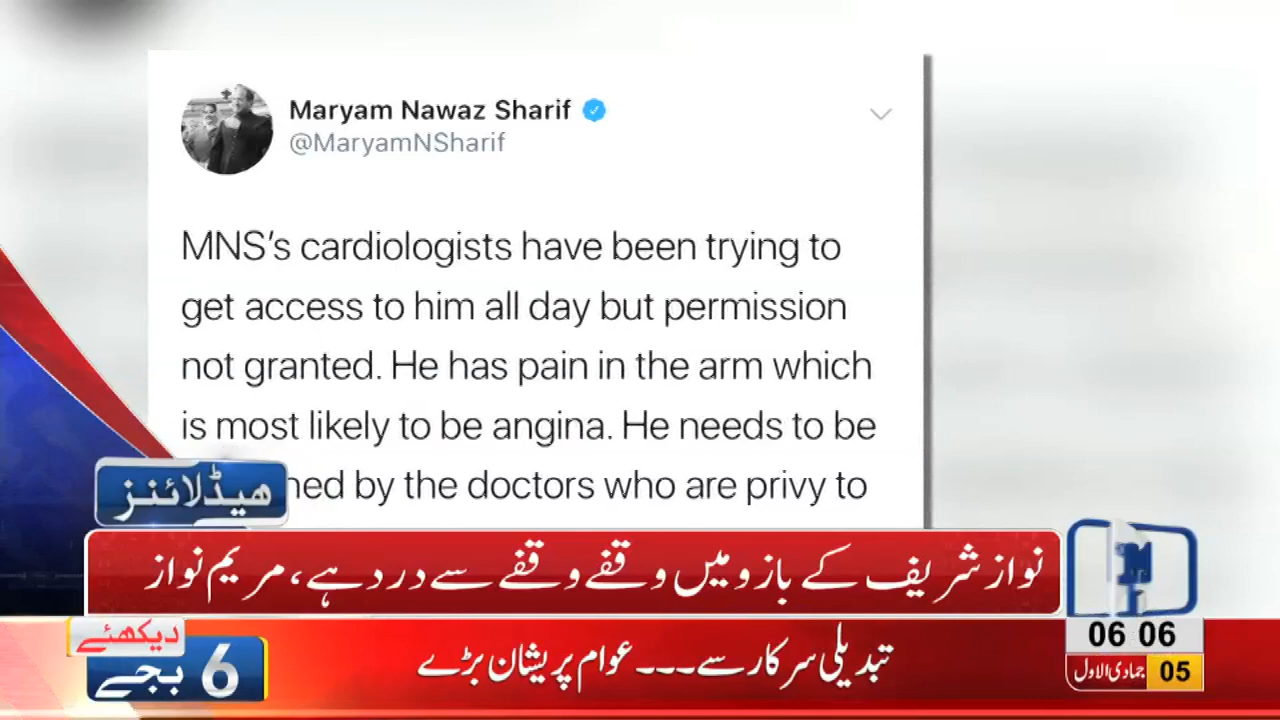 Maryam Nawaz Sharif
@MaryamNSharif
MNS's cardiologists have been trying to
get access to him all day but permission
not granted. He has pain in the arm which
is most likely to be angina. He needs to be
ned by the doctors who are privy to
ھیڈلائنز
نواز شریف کے بازو میں وقفے وقفے سے درد ہے، مریم نواز
06 06
دیکھئے
6 بجے
تبدیلی سرکار سے۔۔۔ عوام پریشان بڑے
05 جمادی الاول